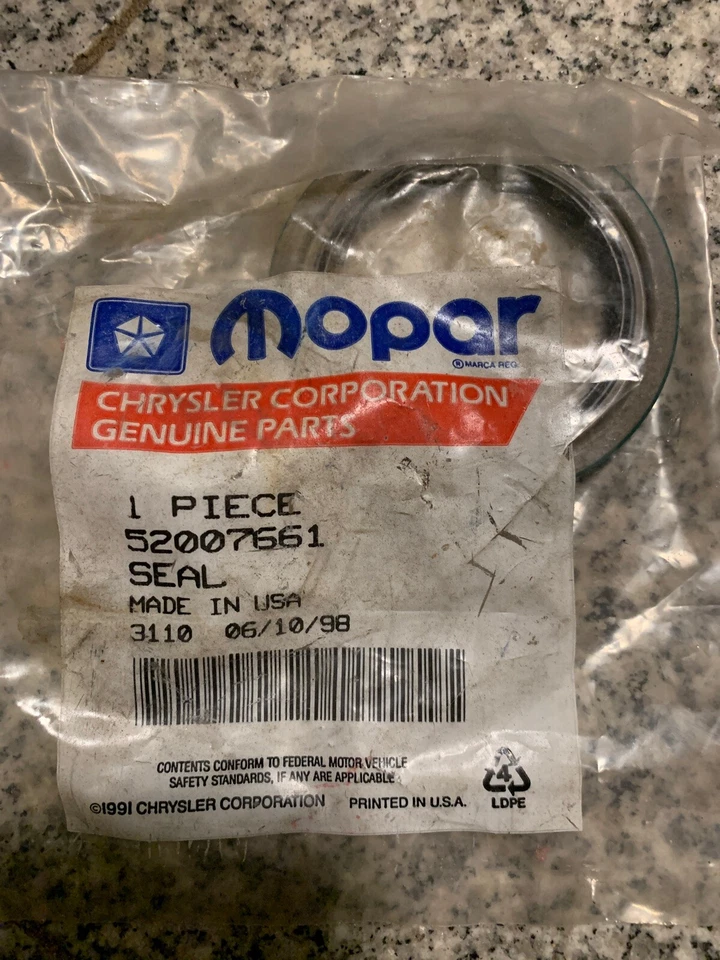 mopar
® MARCA REG.
CHRYSLER CORPORATION
GENUINE PARTS
1 PIECE
52007661
SEAL
MADE IN USA
3110 06/10/98
CONTENTS CONFORM TO FEDERAL MOTOR VEHICLE
SAFETY STANDARDS, IF ANY ARE APPLICABLE.
©1991 CHRYSLER CORPORATION PRINTED IN U.S.A.
4
LDPE